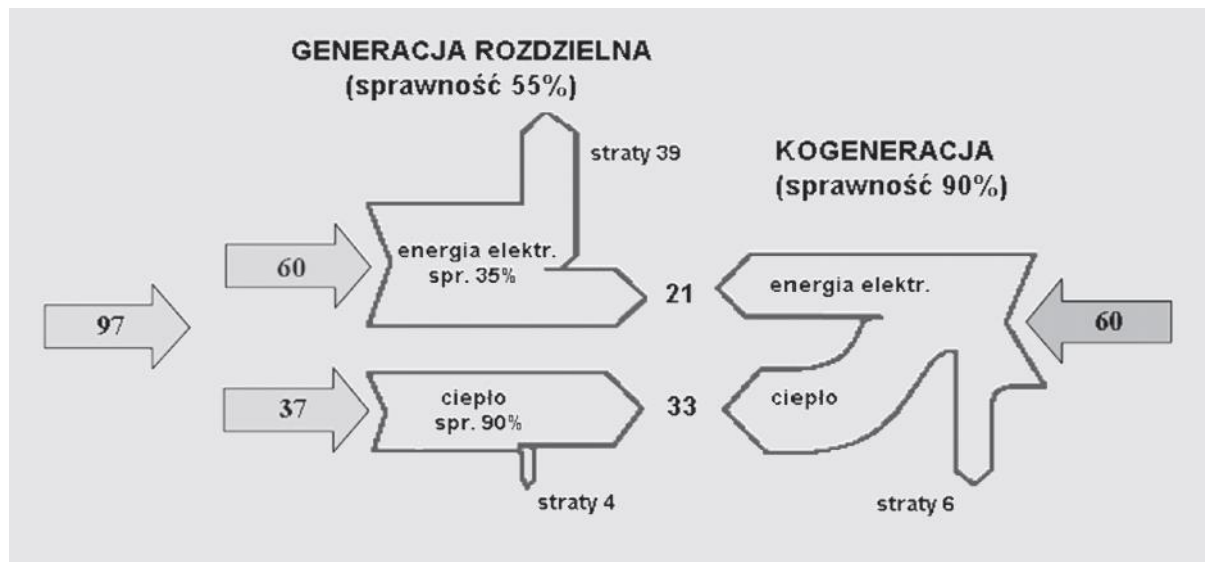 GENERACJA ROZDZIELNA
(sprawność 55%)
straty 39
KOGENERACJA
(sprawność 90%)
60
energia elektr.
spr. 35%
21
energia elektr.
60
97
37
ciepło
spr. 90%
33
ciepło
straty 4
straty 6